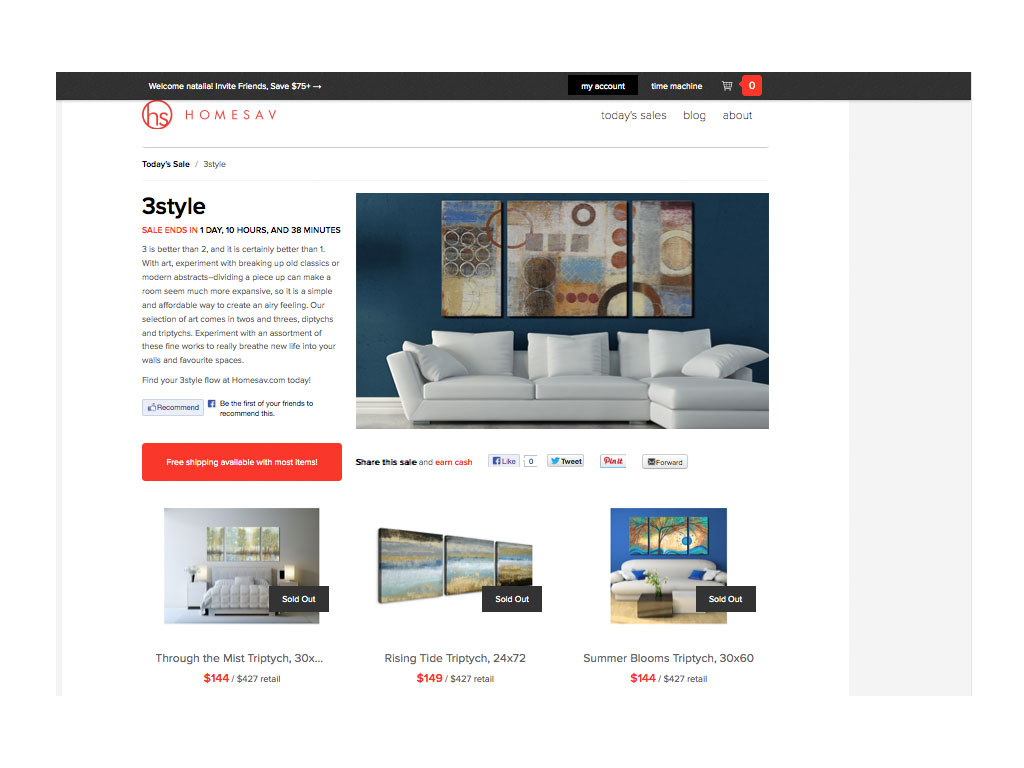 Welcome natalia! Invite Friends, Save $75+ →
my account
time machine
0
hs HOMESAV
today's sales
blog
about
Today's Sale / 3style
3style
SALE ENDS IN 1 DAY, 10 HOURS, AND 38 MINUTES
3 is better than 2, and it is certainly better than 1.
With art, experiment with breaking up old classics or
modern abstracts--dividing a piece up can make a
room seem much more expansive, so it is a simple
and affordable way to create an airy feeling. Our
selection of art comes in twos and threes, diptychs
and triptychs. Experiment with an assortment of
these fine works to really breathe new life into your
walls and favourite spaces.
Find your 3style flow at Homesav.com today!
Recommend
Be the first of your friends to
recommend this.
Free shipping available with most items!
Share this sale and earn cash
Like
0
Tweet
Pin it
Forward
Sold Out
Sold Out
Sold Out
Through the Mist Triptych, 30x...
$144 / $427 retail
Rising Tide Triptych, 24x72
$149 / $427 retail
Summer Blooms Triptych, 30x60
$144 / $427 retail